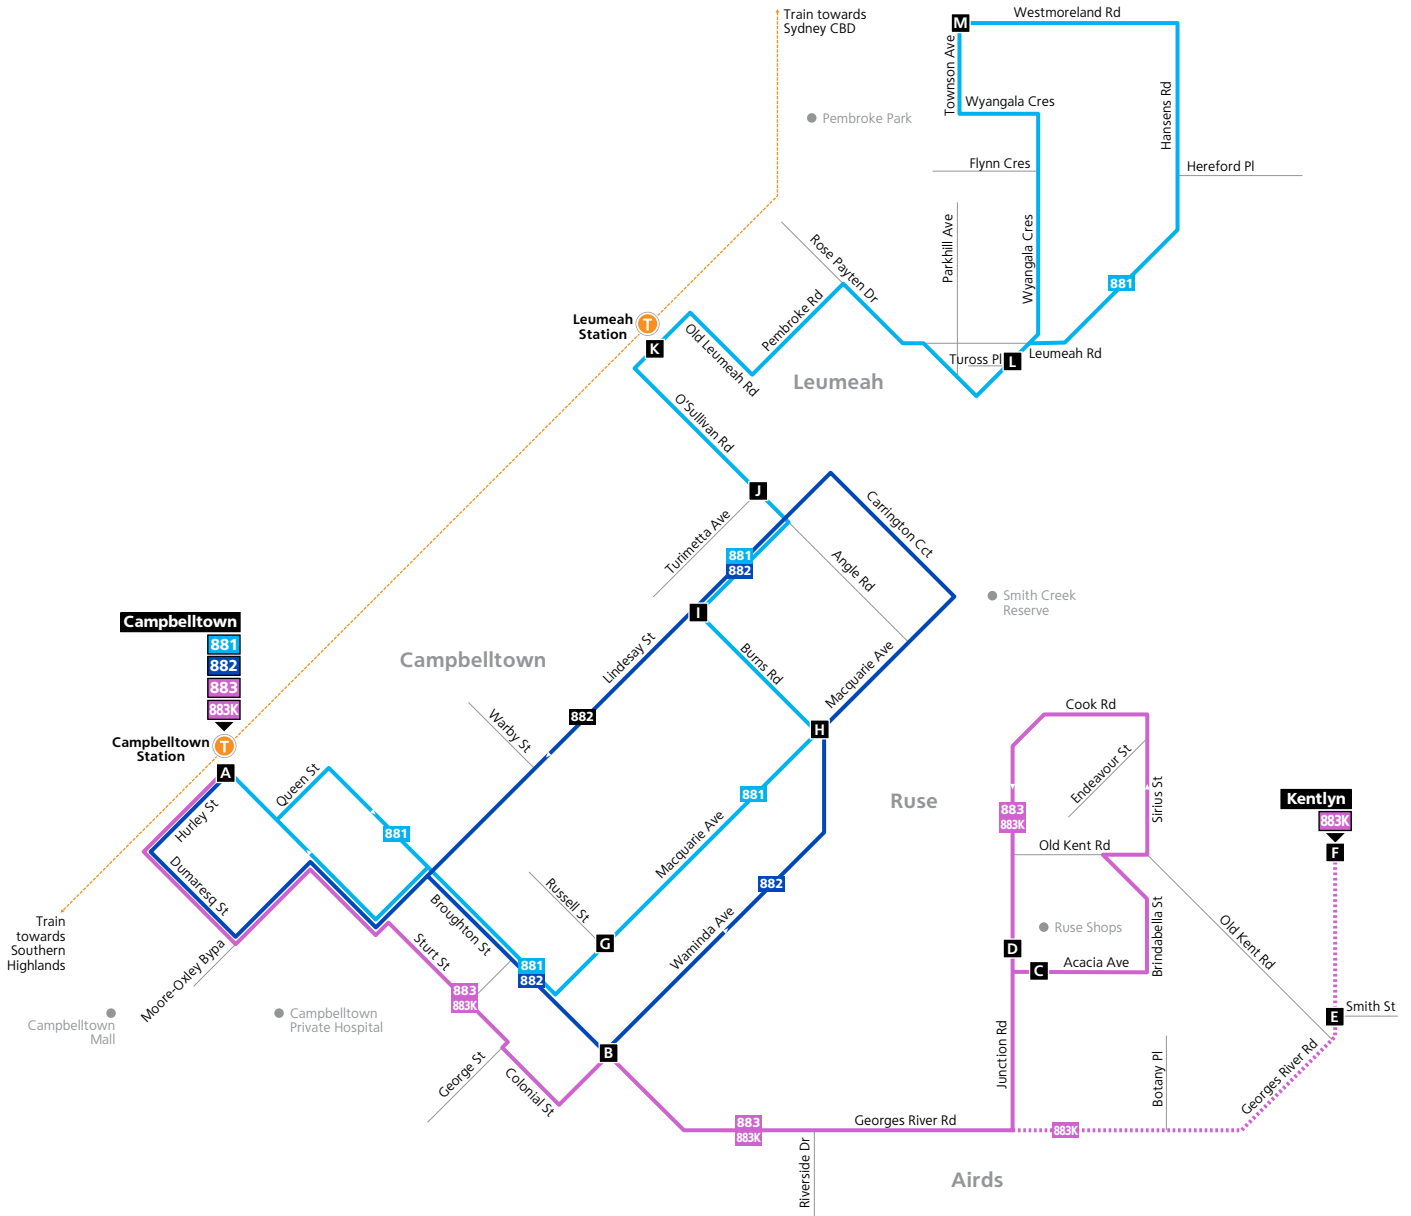 Train towards
Sydney CBD
M
Westmoreland Rd
Townson Ave
Wyangala Cres
Hansens Rd
Pembroke Park
Flynn Cres
Hereford Pl
Parkhill Ave
Wyangala Cres
Rose Payten Dr
881
Pembroke Rd
Leumeah
Station
T
K
Old Leumeah Rd
Tuross Pl
L
Leumeah Rd
Leumeah
O'Sullivan Rd
J
Carrington Cct
Turimetta Ave
881
882
Angle Rd
Smith Creek
Reserve
I
Campbelltown
881
882
883
883K
Campbelltown
Station
T
A
Campbelltown
Lindesay St
Burns Rd
Macquarie Ave
Warby St
882
H
Queen St
Hurley St
881
881
Ruse
Cook Rd
Endeavour St
Sirius St
883
883K
Old Kent Rd
Kentlyn
883K
F
Dumaresq St
Macquarie Ave
Russell St
882
Broughton St
Waminda Ave
G
Sturt St
881
882
Train
towards
Southern
Highlands
Moore-Oxley Bypa
883
883K
Campbelltown
Mall
Campbelltown
Private Hospital
Ruse Shops
Brindabella St
Old Kent Rd
D
C
Acacia Ave
E
Smith St
George St
Colonial St
B
Junction Rd
Botany Pl
Georges River Rd
883
883K
Georges River Rd
883K
Riverside Dr
Airds